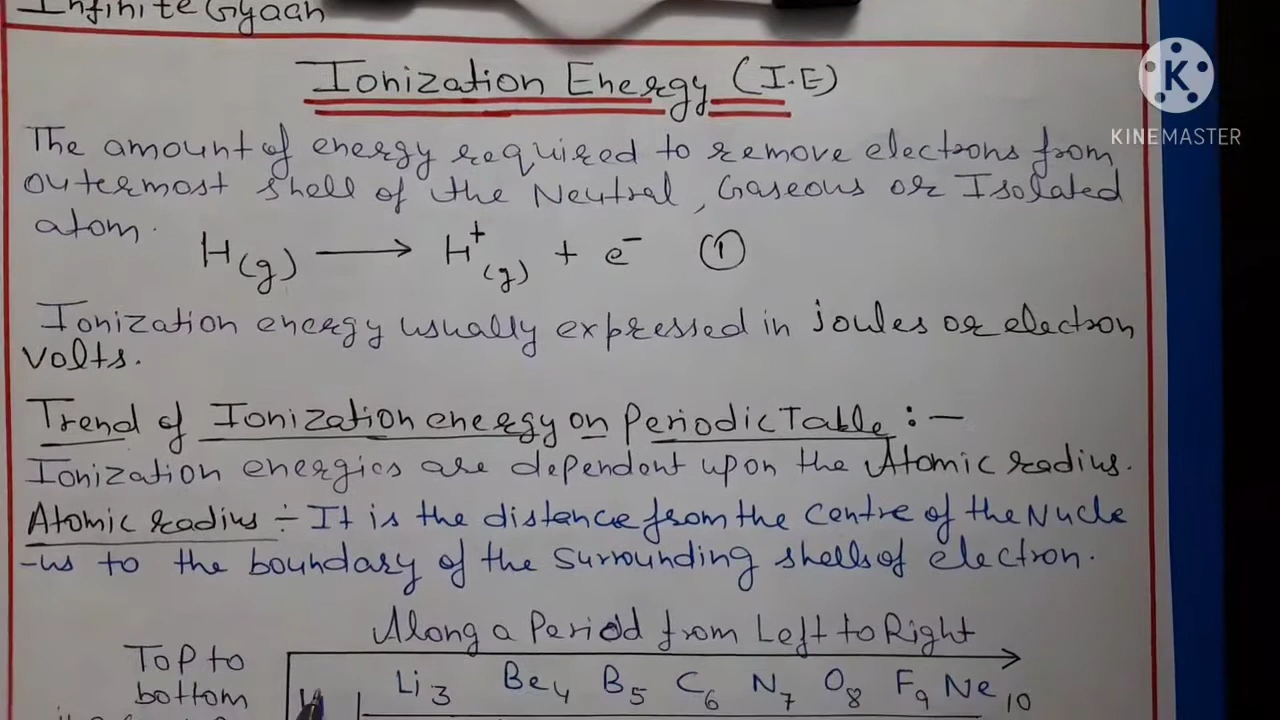 Infinite Gyaan
Ionization Energy (I.E)
K
KINEMASTER
The amount of energy required to remove electrons from
outermost shell of the Neutral, Gaseous or Isolated
atom.
H(g) ⟶ H⁺(g) + e⁻ ①
Ionization energy usually expressed in joules or electron
volts.
Trend of Ionization energy on Periodic Table :—
Ionization energies are dependent upon the Atomic radius.
Atomic radius ÷ It is the distance from the centre of the Nucle
-us to the boundary of the surrounding shells of electron.
Along a Period from Left to Right
Top to
bottom
Li₃ Be₄ B₅ C₆ N₇ O₈ F₉ Ne₁₀